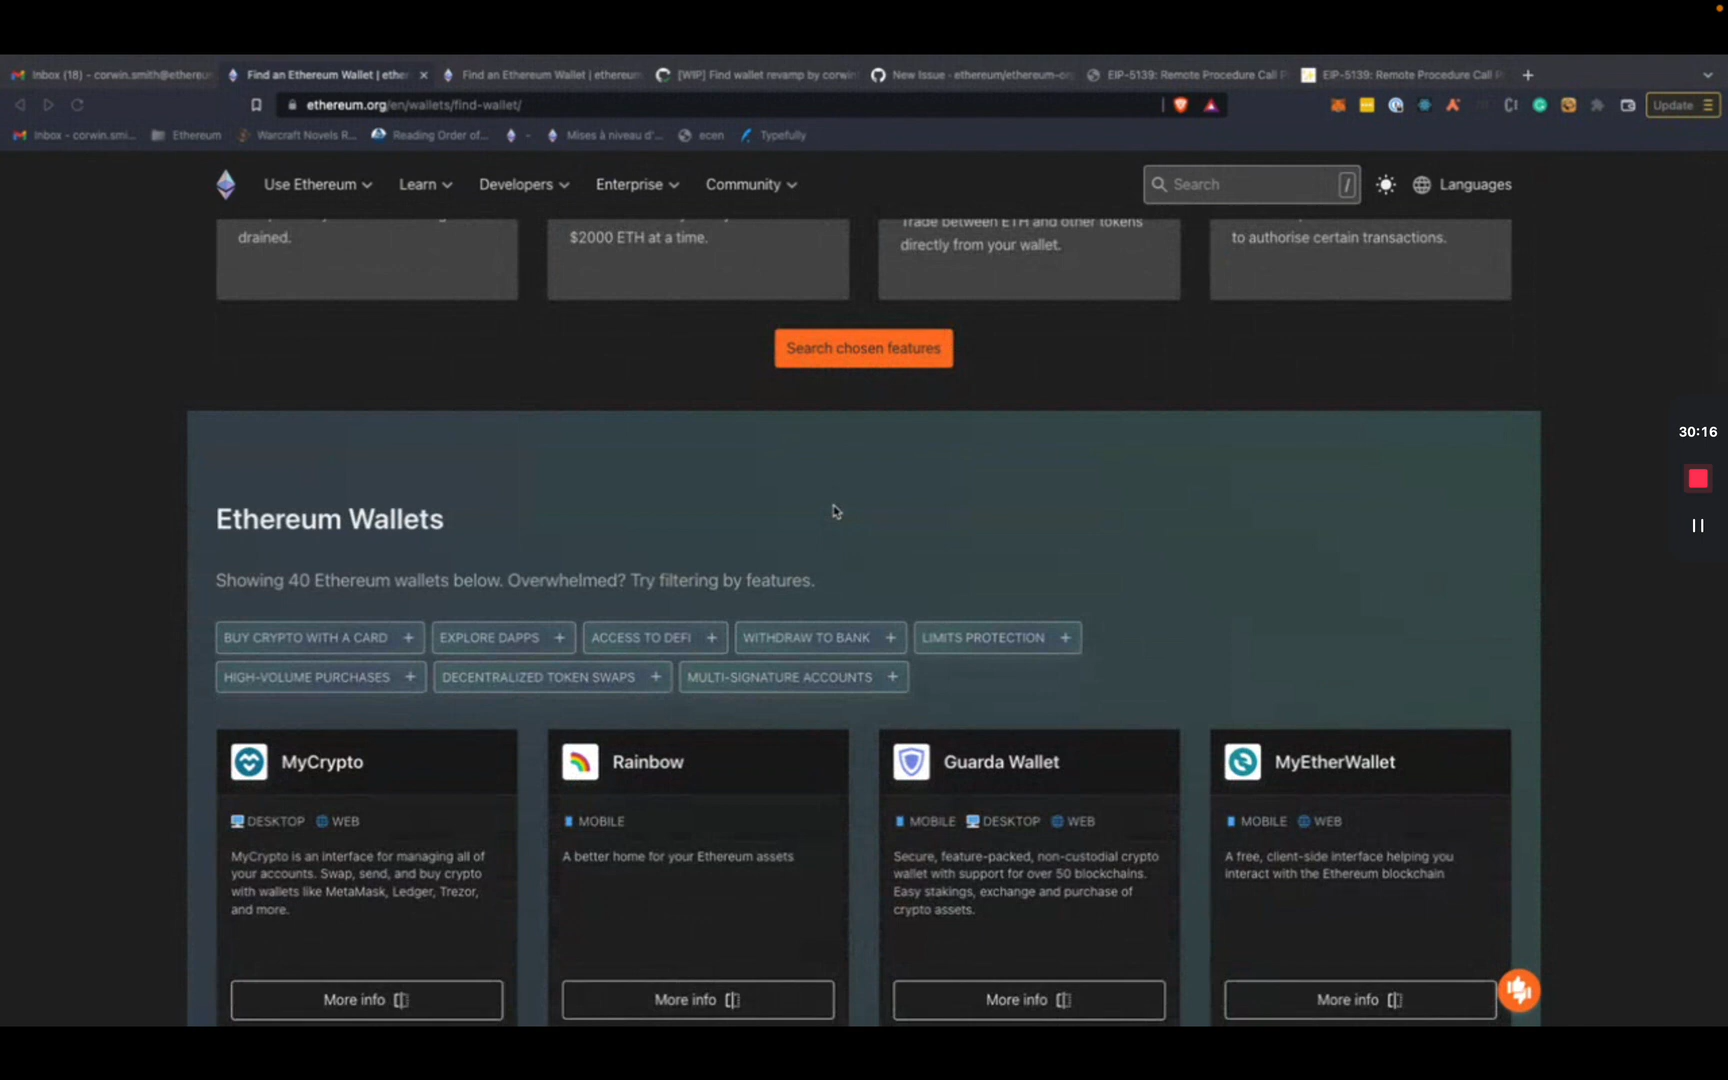 Inbox (18) - corwin.smith@ethereu
Find an Ethereum Wallet | ether
Find an Ethereum Wallet | ethereum
[WIP] Find wallet revamp by corwin
New Issue - ethereum/ethereum-org
EIP-5139: Remote Procedure Call P
EIP-5139: Remote Procedure Call P
ethereum.org/en/wallets/find-wallet/
Update
Inbox - corwin.smi...
Ethereum
Warcraft Novels R...
Reading Order of...
-
Mises à niveau d'...
ecen
Typefully
Use Ethereum
Learn
Developers
Enterprise
Community
Search
/
Languages
drained.
$2000 ETH at a time.
Trade between ETH and other tokens
directly from your wallet.
to authorise certain transactions.
Search chosen features
30:16
Ethereum Wallets
Showing 40 Ethereum wallets below. Overwhelmed? Try filtering by features.
BUY CRYPTO WITH A CARD +
EXPLORE DAPPS +
ACCESS TO DEFI +
WITHDRAW TO BANK +
LIMITS PROTECTION +
HIGH-VOLUME PURCHASES +
DECENTRALIZED TOKEN SWAPS +
MULTI-SIGNATURE ACCOUNTS +
MyCrypto
DESKTOP WEB
MyCrypto is an interface for managing all of
your accounts. Swap, send, and buy crypto
with wallets like MetaMask, Ledger, Trezor,
and more.
More info
Rainbow
MOBILE
A better home for your Ethereum assets
More info
Guarda Wallet
MOBILE DESKTOP WEB
Secure, feature-packed, non-custodial crypto
wallet with support for over 50 blockchains.
Easy stakings, exchange and purchase of
crypto assets.
More info
MyEtherWallet
MOBILE WEB
A free, client-side interface helping you
interact with the Ethereum blockchain
More info